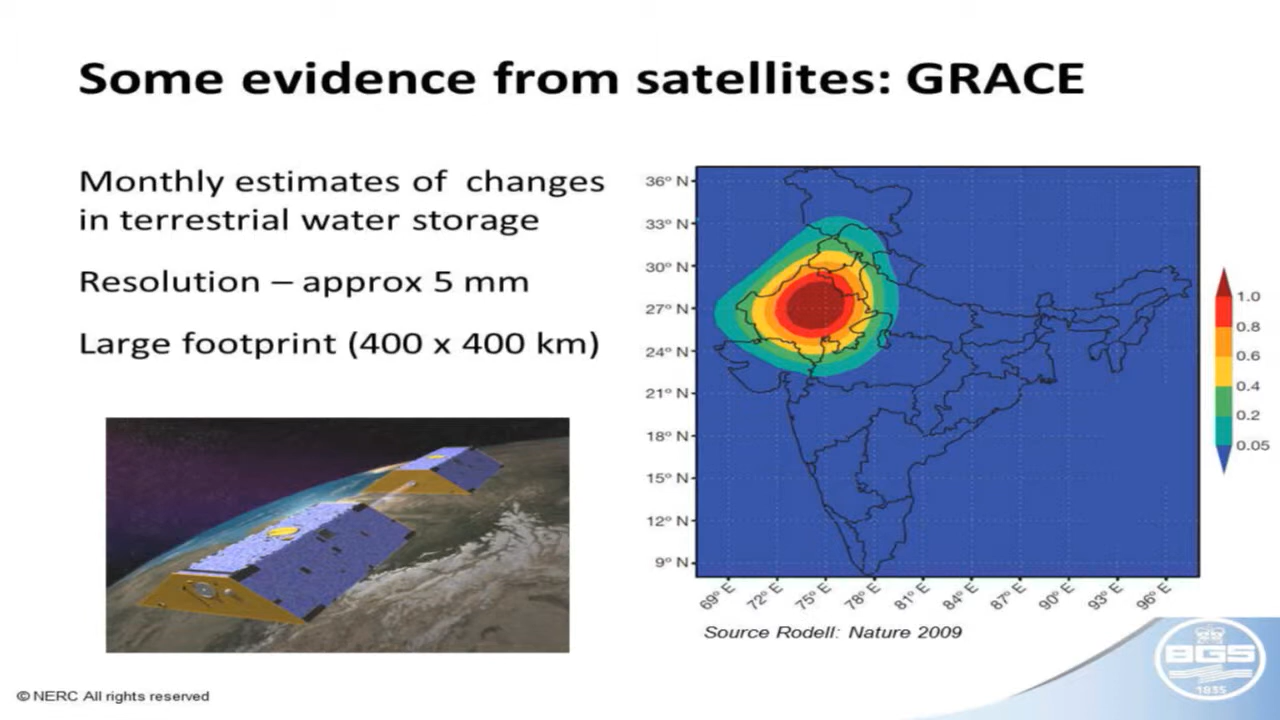 Some evidence from satellites: GRACE
Monthly estimates of changes
in terrestrial water storage
Resolution – approx 5 mm
Large footprint (400 x 400 km)
36° N
33° N
30° N
27° N
24° N
21° N
18° N
15° N
12° N
9° N
69° E
72° E
75° E
78° E
81° E
84° E
87° E
90° E
93° E
96° E
1.0
0.8
0.6
0.4
0.2
0.05
Source Rodell: Nature 2009
BGS
1835
© NERC All rights reserved